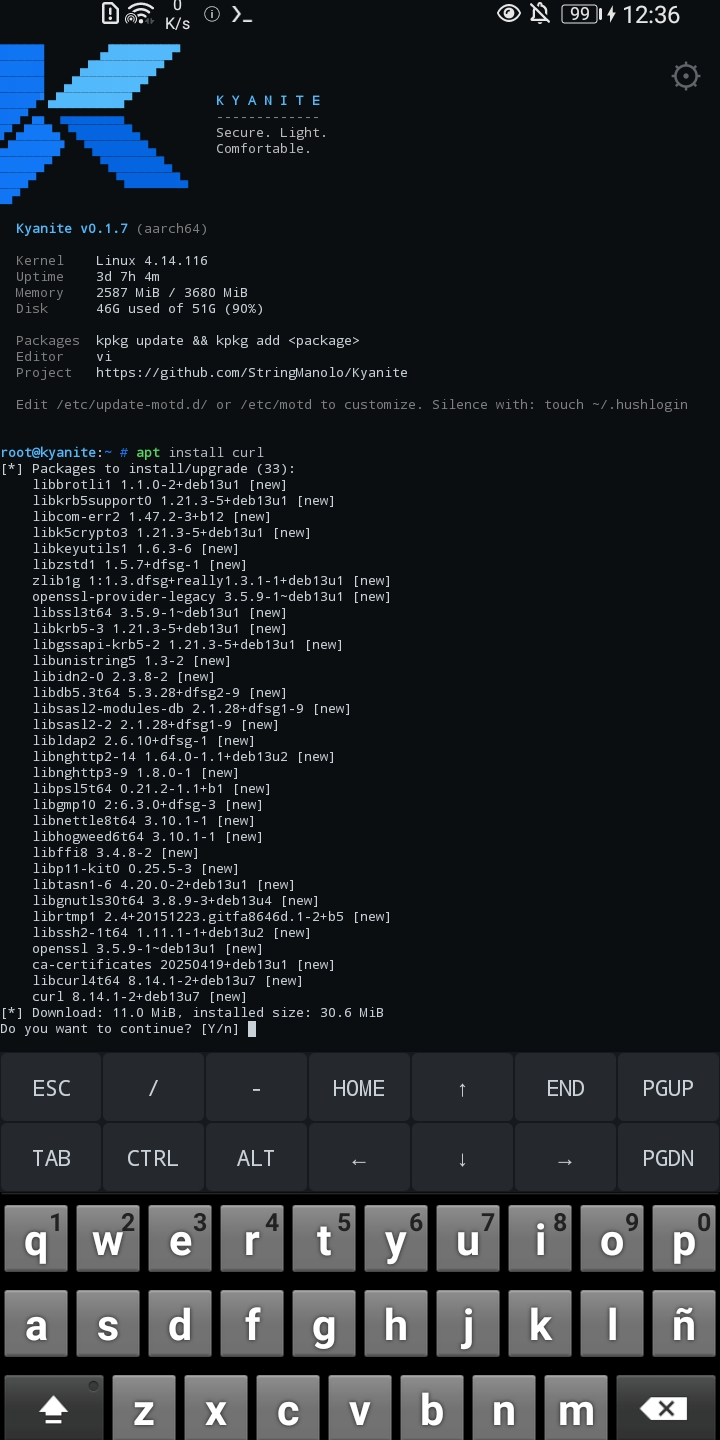 0
K/s
99
12:36
K Y A N I T E
-------------
Secure. Light.
Comfortable.
Kyanite v0.1.7 (aarch64)
Kernel Linux 4.14.116
Uptime 3d 7h 4m
Memory 2587 MiB / 3680 MiB
Disk 46G used of 51G (90%)
Packages kpkg update && kpkg add <package>
Editor vi
Project https://github.com/StringManolo/Kyanite
Edit /etc/update-motd.d/ or /etc/motd to customize. Silence with: touch ~/.hushlogin
root@kyanite:~ # apt install curl
[*] Packages to install/upgrade (33):
libbrotli1 1.1.0-2+deb13u1 [new]
libkrb5support0 1.21.3-5+deb13u1 [new]
libcom-err2 1.47.2-3+b12 [new]
libk5crypto3 1.21.3-5+deb13u1 [new]
libkeyutils1 1.6.3-6 [new]
libzstd1 1.5.7+dfsg-1 [new]
zlib1g 1:1.3.dfsg+really1.3.1-1+deb13u1 [new]
openssl-provider-legacy 3.5.9-1~deb13u1 [new]
libssl3t64 3.5.9-1~deb13u1 [new]
libkrb5-3 1.21.3-5+deb13u1 [new]
libgssapi-krb5-2 1.21.3-5+deb13u1 [new]
libunistring5 1.3-2 [new]
libidn2-0 2.3.8-2 [new]
libdb5.3t64 5.3.28+dfsg2-9 [new]
libsasl2-modules-db 2.1.28+dfsg1-9 [new]
libsasl2-2 2.1.28+dfsg1-9 [new]
libldap2 2.6.10+dfsg-1 [new]
libnghttp2-14 1.64.0-1.1+deb13u2 [new]
libnghttp3-9 1.8.0-1 [new]
libpsl5t64 0.21.2-1.1+b1 [new]
libgmp10 2:6.3.0+dfsg-3 [new]
libnettle8t64 3.10.1-1 [new]
libhogweed6t64 3.10.1-1 [new]
libffi8 3.4.8-2 [new]
libp11-kit0 0.25.5-3 [new]
libtasn1-6 4.20.0-2+deb13u1 [new]
libgnutls30t64 3.8.9-3+deb13u4 [new]
librtmp1 2.4+20151223.gitfa8646d.1-2+b5 [new]
libssh2-1t64 1.11.1-1+deb13u2 [new]
openssl 3.5.9-1~deb13u1 [new]
ca-certificates 20250419+deb13u1 [new]
libcurl4t64 8.14.1-2+deb13u7 [new]
curl 8.14.1-2+deb13u7 [new]
[*] Download: 11.0 MiB, installed size: 30.6 MiB
Do you want to continue? [Y/n]
ESC / - HOME ↑ END PGUP
TAB CTRL ALT ← ↓ → PGDN
1 2 3 4 5 6 7 8 9 0
q w e r t y u i o p
a s d f g h j k l ñ
z x c v b n m